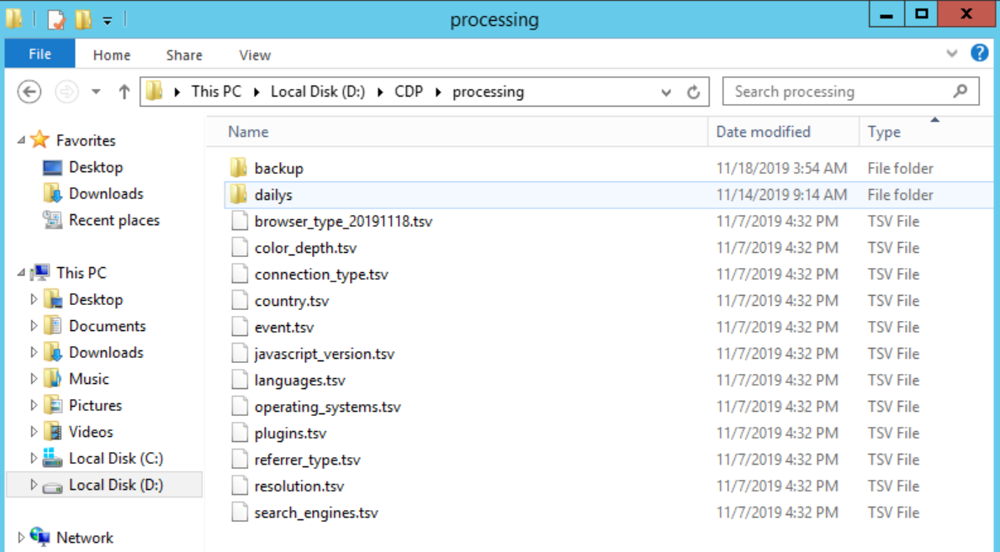 processing
File Home Share View
This PC Local Disk (D:) CDP processing Search processing
Name Date modified Type
Favorites
Desktop
Downloads
Recent places
This PC
Desktop
Documents
Downloads
Music
Pictures
Videos
Local Disk (C:)
Local Disk (D:)
Network
backup 11/18/2019 3:54 AM File folder
dailys 11/14/2019 9:14 AM File folder
browser_type_20191118.tsv 11/7/2019 4:32 PM TSV File
color_depth.tsv 11/7/2019 4:32 PM TSV File
connection_type.tsv 11/7/2019 4:32 PM TSV File
country.tsv 11/7/2019 4:32 PM TSV File
event.tsv 11/7/2019 4:32 PM TSV File
javascript_version.tsv 11/7/2019 4:32 PM TSV File
languages.tsv 11/7/2019 4:32 PM TSV File
operating_systems.tsv 11/7/2019 4:32 PM TSV File
plugins.tsv 11/7/2019 4:32 PM TSV File
referrer_type.tsv 11/7/2019 4:32 PM TSV File
resolution.tsv 11/7/2019 4:32 PM TSV File
search_engines.tsv 11/7/2019 4:32 PM TSV File